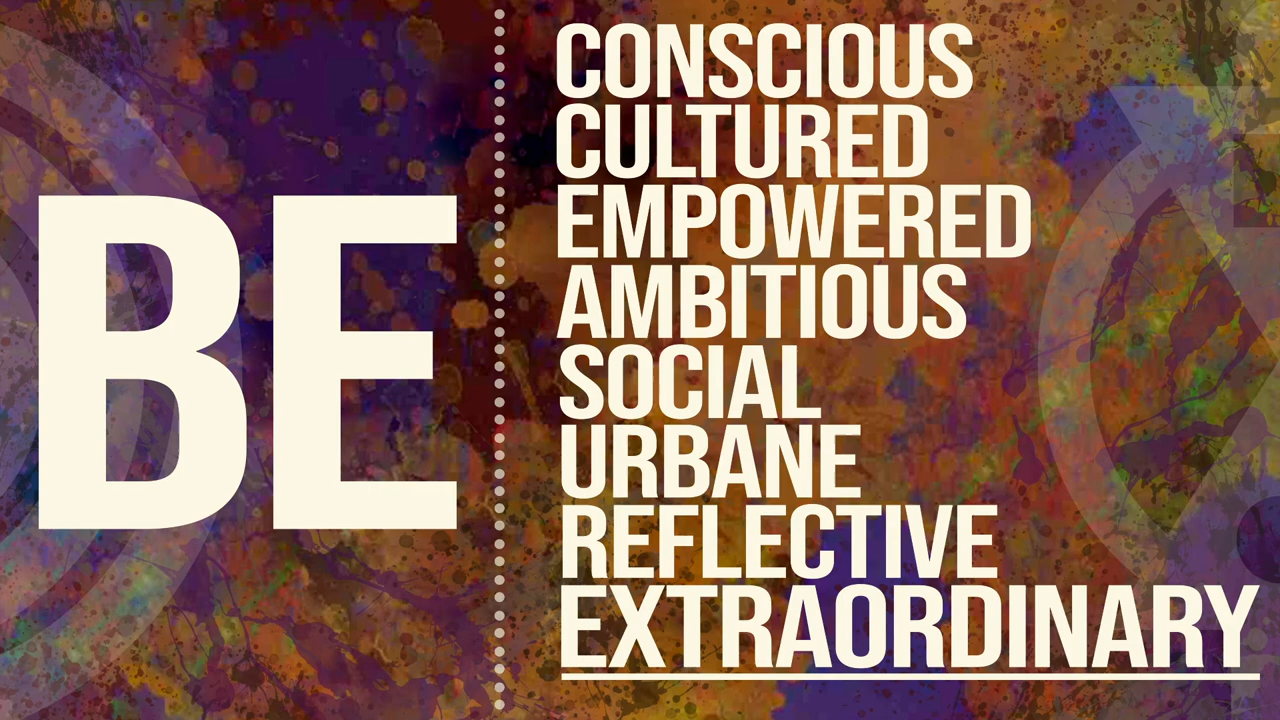 BE
CONSCIOUS
CULTURED
EMPOWERED
AMBITIOUS
SOCIAL
URBANE
REFLECTIVE
EXTRAORDINARY